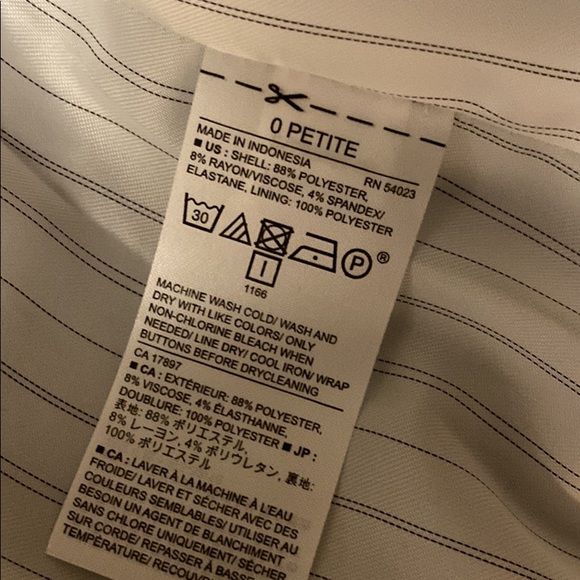 0 PETITE
MADE IN INDONESIA RN 54023
■ US : SHELL: 88% POLYESTER,
8% RAYON/VISCOSE, 4% SPANDEX/
ELASTANE, LINING: 100% POLYESTER
30 P ®
1166
MACHINE WASH COLD/ WASH AND
DRY WITH LIKE COLORS/ ONLY
NON-CHLORINE BLEACH WHEN
NEEDED/ LINE DRY/ COOL IRON/ WRAP
BUTTONS BEFORE DRYCLEANING
CA 17897
■ CA : EXTÉRIEUR: 88% POLYESTER,
8% VISCOSE, 4% ÉLASTHANNE,
DOUBLURE: 100% POLYESTER ■ JP :
表地: 88% ポリエステル,
8% レーヨン, 4% ポリウレタン, 裏地:
100% ポリエステル
■ CA: LAVER À LA MACHINE À L'EAU
FROIDE/ LAVER ET SÉCHER AVEC DES
COULEURS SEMBLABLES/ UTILISER AU
BESOIN UN AGENT DE BLANCHIMENT
SANS CHLORE UNIQUEMENT/ SÉCHER
SUR CORDE/ REPASSER À BASSE
TEMPÉRATURE/ RECOUV